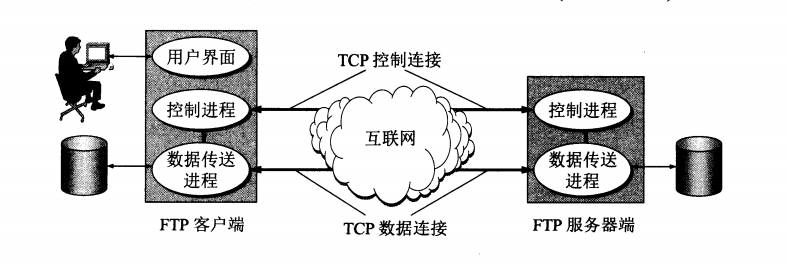 用户界面
TCP 控制连接
控制进程
互联网
控制进程
数据传送
进程
数据传送
进程
FTP 客户端
TCP 数据连接
FTP 服务器端